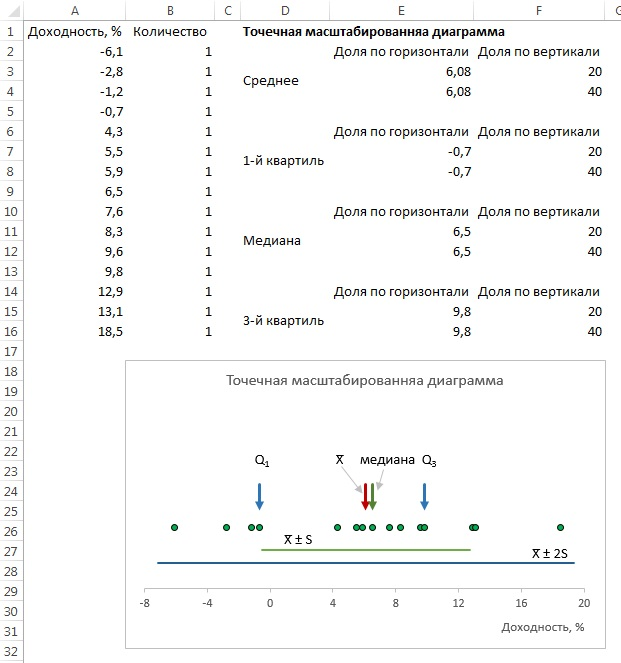 A B C D E F G
1 Доходность, % Количество Точечная масштабированняа диаграмма
2 -6,1 1 Доля по горизонтали Доля по вертикали
3 -2,8 1 6,08 20
Среднее
4 -1,2 1 6,08 40
5 -0,7 1
6 4,3 1 Доля по горизонтали Доля по вертикали
7 5,5 1 -0,7 20
1-й квартиль
8 5,9 1 -0,7 40
9 6,5 1
10 7,6 1 Доля по горизонтали Доля по вертикали
11 8,3 1 6,5 20
Медиана
12 9,6 1 6,5 40
13 9,8 1
14 12,9 1 Доля по горизонтали Доля по вертикали
15 13,1 1 9,8 20
3-й квартиль
16 18,5 1 9,8 40
17
18
19 Точечная масштабированняа диаграмма
20
21
22
23 Q₁ X̅ медиана Q₃
24
25
26
27 X̅ ± S
28 X̅ ± 2S
29
30 -8 -4 0 4 8 12 16 20
31 Доходность, %
32